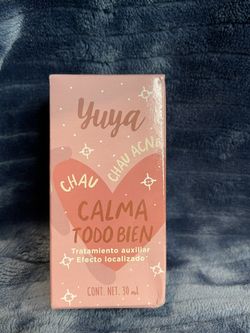 Yuya
CHAU
CHAU ACNÉ
CALMA
TODO BIEN
Tratamiento auxiliar
Efecto localizado*
CONT. NET. 30 mL